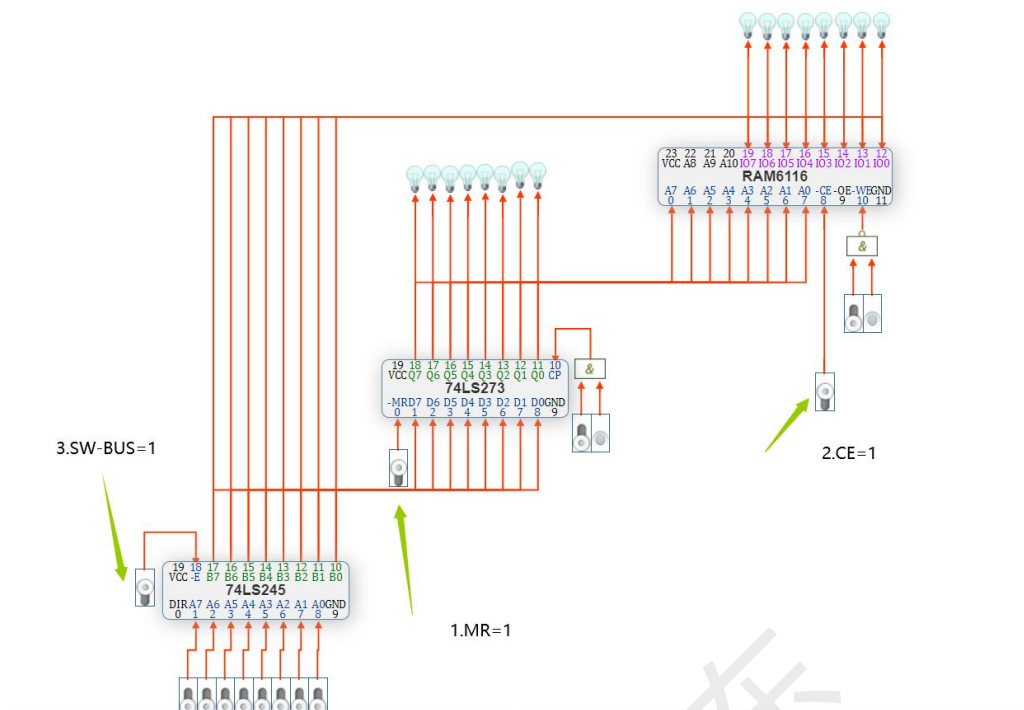 23 22 21 20 19 18 17 16 15 14 13 12
VCC A8 A9 A10 IO7 IO6 IO5 IO4 IO3 IO2 IO1 IO0
RAM6116
A7 A6 A5 A4 A3 A2 A1 A0 -CE -OE -WE GND
0 1 2 3 4 5 6 7 8 9 10 11
&
19 18 17 16 15 14 13 12 11 10
VCC Q7 Q6 Q5 Q4 Q3 Q2 Q1 Q0 CP
&
74LS273
-MR D7 D6 D5 D4 D3 D2 D1 D0 GND
0 1 2 3 4 5 6 7 8 9
3.SW-BUS=1
2.CE=1
19 18 17 16 15 14 13 12 11 10
VCC -E B7 B6 B5 B4 B3 B2 B1 B0
74LS245
DIR A7 A6 A5 A4 A3 A2 A1 A0 GND
0 1 2 3 4 5 6 7 8 9
1.MR=1